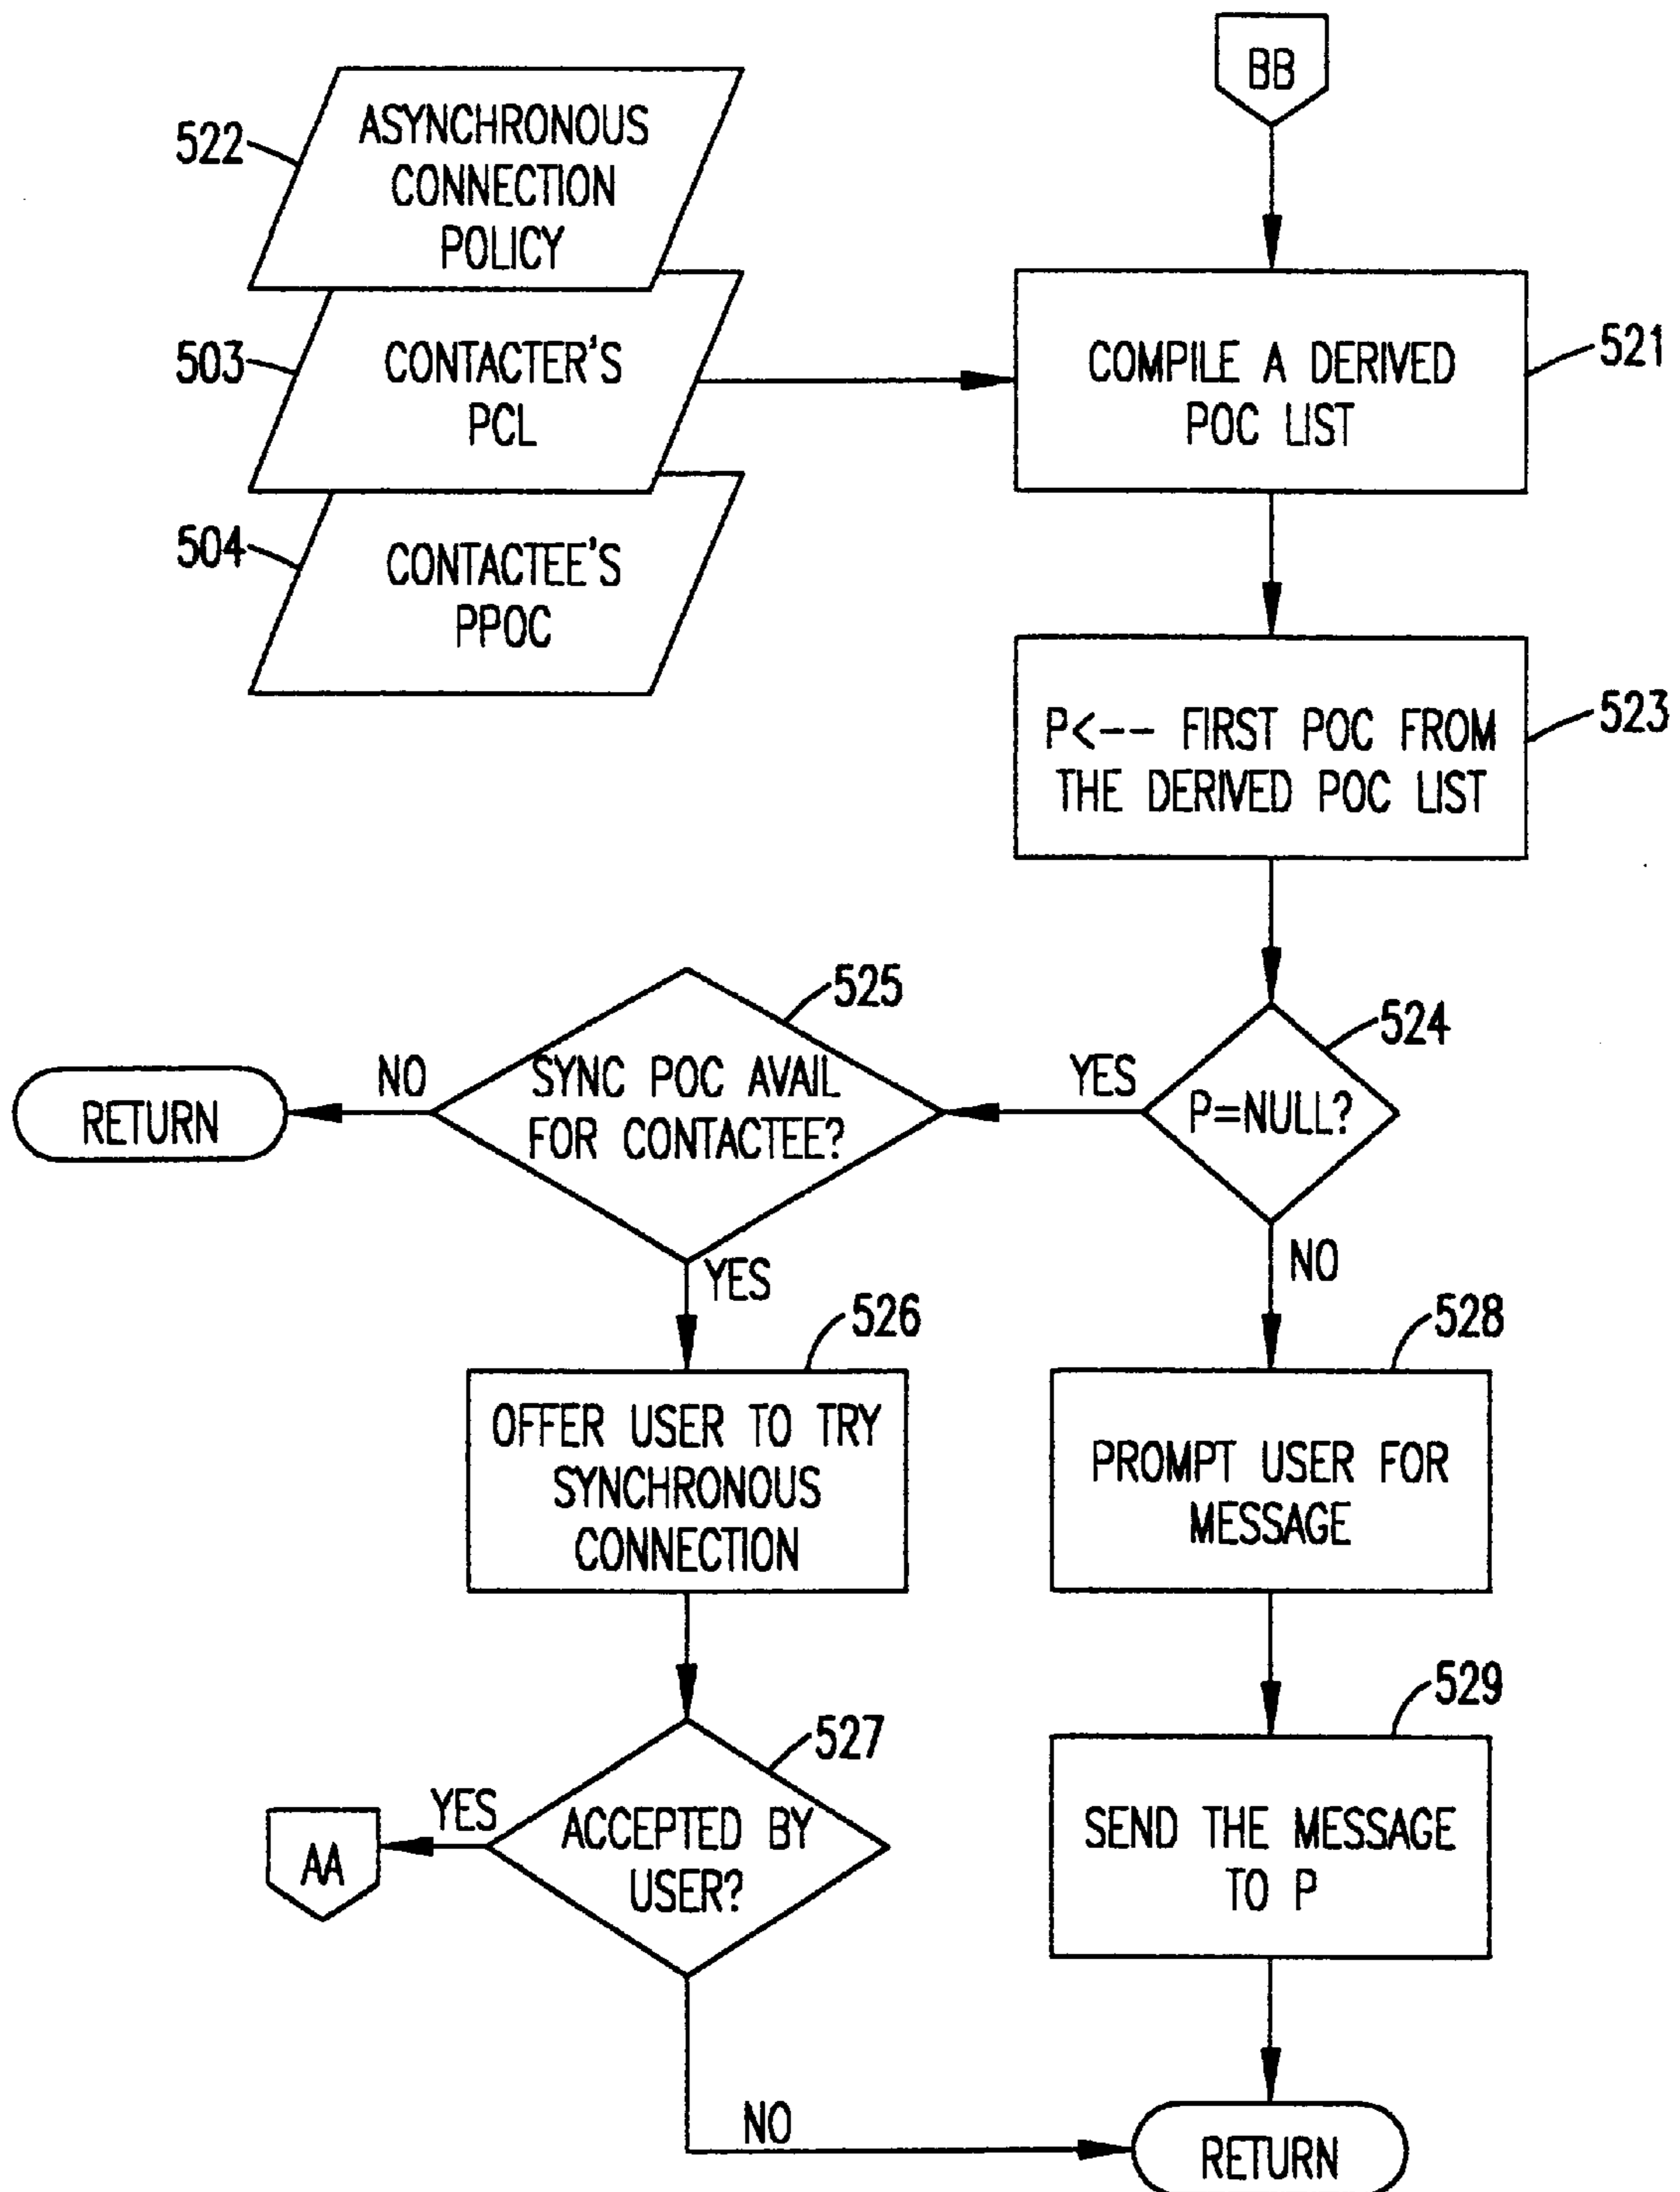 BB
522
ASYNCHRONOUS
CONNECTION
POLICY
503
CONTACTER'S
PCL
504
CONTACTEE'S
PPOC
COMPILE A DERIVED
POC LIST
521
P<-- FIRST POC FROM
THE DERIVED POC LIST
523
524
P=NULL?
YES
NO
525
SYNC POC AVAIL
FOR CONTACTEE?
NO
RETURN
YES
526
OFFER USER TO TRY
SYNCHRONOUS
CONNECTION
528
PROMPT USER FOR
MESSAGE
527
ACCEPTED BY
USER?
YES
AA
NO
529
SEND THE MESSAGE
TO P
RETURN